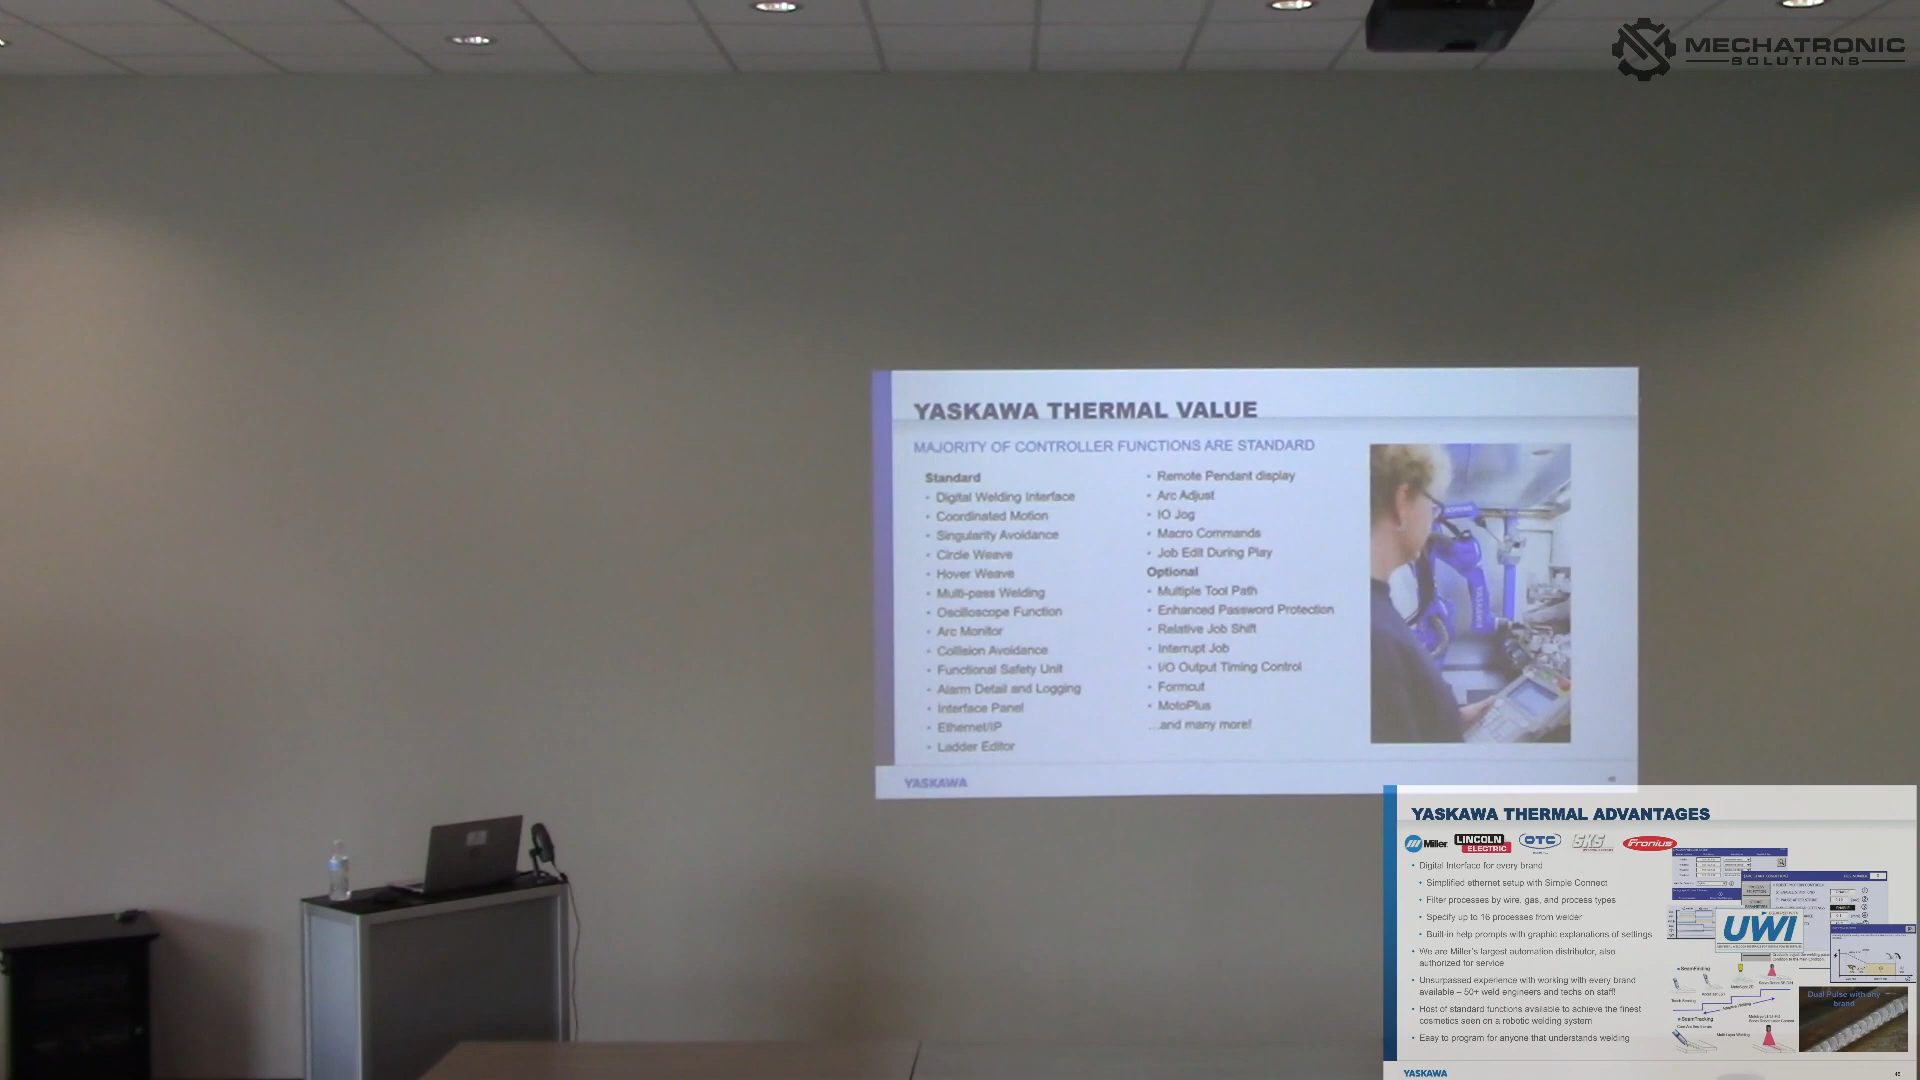 MECHATRONIC
SOLUTIONS
YASKAWA THERMAL VALUE
MAJORITY OF CONTROLLER FUNCTIONS ARE STANDARD
Standard
• Digital Welding Interface
• Coordinated Motion
• Singularity Avoidance
• Circle Weave
• Hover Weave
• Multi-pass Welding
• Oscilloscope Function
• Arc Monitor
• Collision Avoidance
• Functional Safety Unit
• Alarm Detail and Logging
• Interface Panel
• Ethernet/IP
• Ladder Editor
• Remote Pendant display
• Arc Adjust
• IO Jog
• Macro Commands
• Job Edit During Play
Optional
• Multiple Tool Path
• Enhanced Password Protection
• Relative Job Shift
• Interrupt Job
• I/O Output Timing Control
• Formcut
• MotoPlus
...and many more!
YASKAWA
YASKAWA THERMAL ADVANTAGES
Miller
LINCOLN
ELECTRIC
OTC
SKS
Fronius
• Digital Interface for every brand
• Simplified ethernet setup with Simple Connect
• Filter processes by wire, gas, and process types
• Specify up to 16 processes from welder
• Built-in help prompts with graphic explanations of settings
• We are Miller's largest automation distributor, also
authorized for service
• Unsurpassed experience with working with every brand
available – 50+ weld engineers and techs on staff!
• Host of standard functions available to achieve the finest
cosmetics seen on a robotic welding system
• Easy to program for anyone that understands welding
UWI
SeamFinding
Touch Sensing
SeamTracking
Multi Layer Welding
Dual Pulse with any
brand
YASKAWA